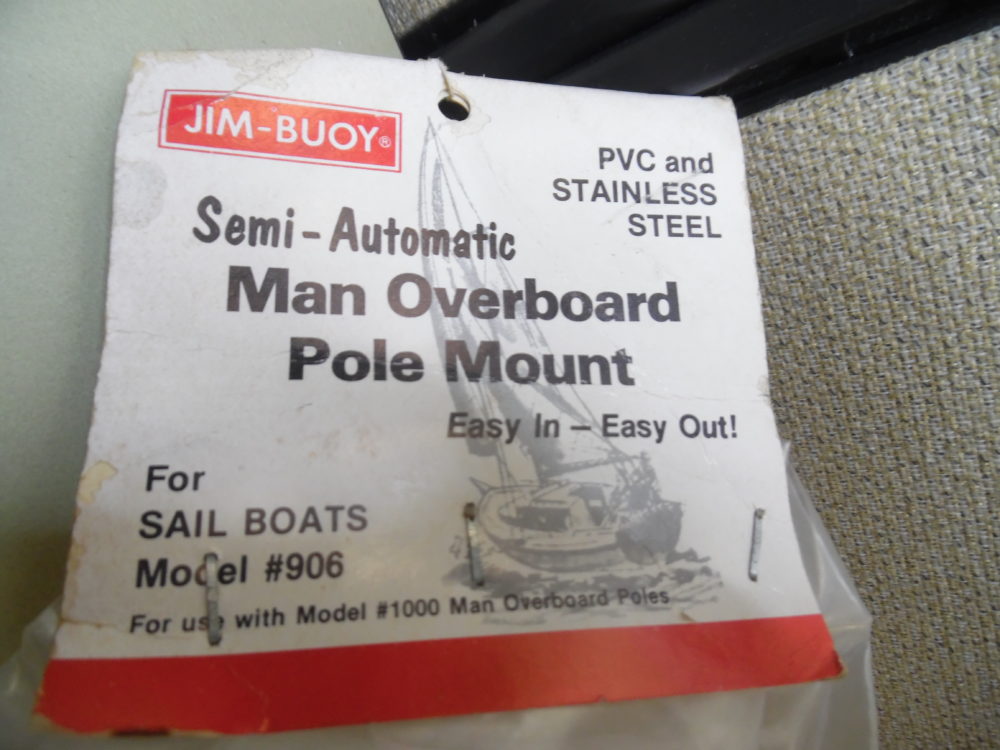 JIM-BUOY®
PVC and
STAINLESS
STEEL
Semi-Automatic
Man Overboard
Pole Mount
Easy In – Easy Out!
For
SAIL BOATS
Model #906
For use with Model #1000 Man Overboard Poles